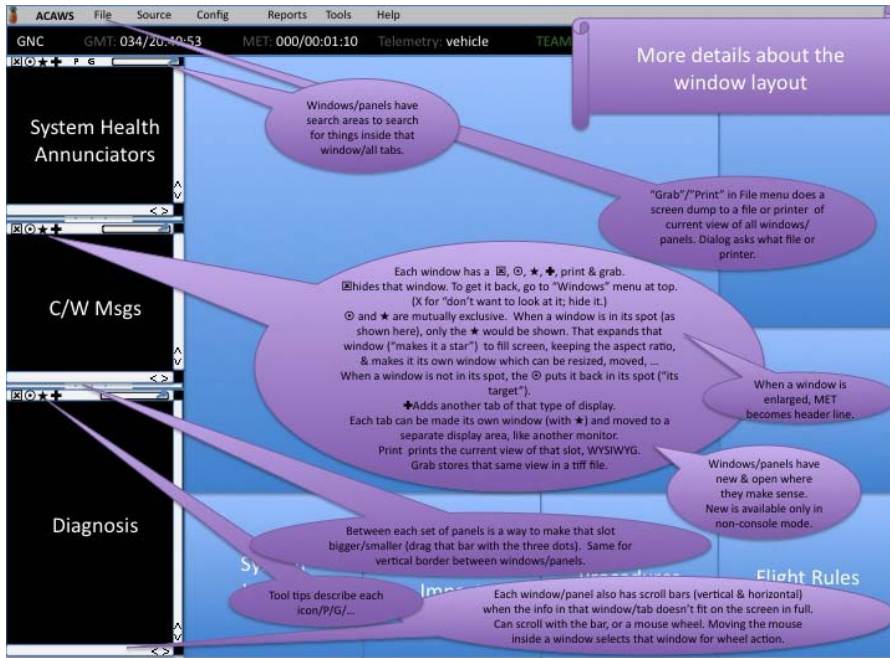 ACAWS File Source Config Reports Tools Help
GNC GMT: 034/20:49:53 MET: 000/00:01:10 Telemetry: vehicle TEAM
More details about the
window layout
P G
System Health
Annunciators
< >
Windows/panels have
search areas to search
for things inside that
window/all tabs.
"Grab"/"Print" in File menu does a
screen dump to a file or printer of
current view of all windows/
panels. Dialog asks what file or
printer.
C/W Msgs
< >
Each window has a ☒, ⊙, ★, ✚, print & grab.
☒hides that window. To get it back, go to "Windows" menu at top.
(X for "don't want to look at it; hide it.)
⊙ and ★ are mutually exclusive. When a window is in its spot (as
shown here), only the ★ would be shown. That expands that
window ("makes it a star") to fill screen, keeping the aspect ratio,
& makes it its own window which can be resized, moved, ...
When a window is not in its spot, the ⊙ puts it back in its spot ("its
target").
✚Adds another tab of that type of display.
Each tab can be made its own window (with ★) and moved to a
separate display area, like another monitor.
Print prints the current view of that slot, WYSIWYG.
Grab stores that same view in a tiff file.
When a window is
enlarged, MET
becomes header line.
Windows/panels have
new & open where
they make sense.
New is available only in
non-console mode.
Diagnosis
< >
Between each set of panels is a way to make that slot
bigger/smaller (drag that bar with the three dots). Same for
vertical border between windows/panels.
Flight Rules
Tool tips describe each
icon/P/G/...
Each window/panel also has scroll bars (vertical & horizontal)
when the info in that window/tab doesn't fit on the screen in full.
Can scroll with the bar, or a mouse wheel. Moving the mouse
inside a window selects that window for wheel action.